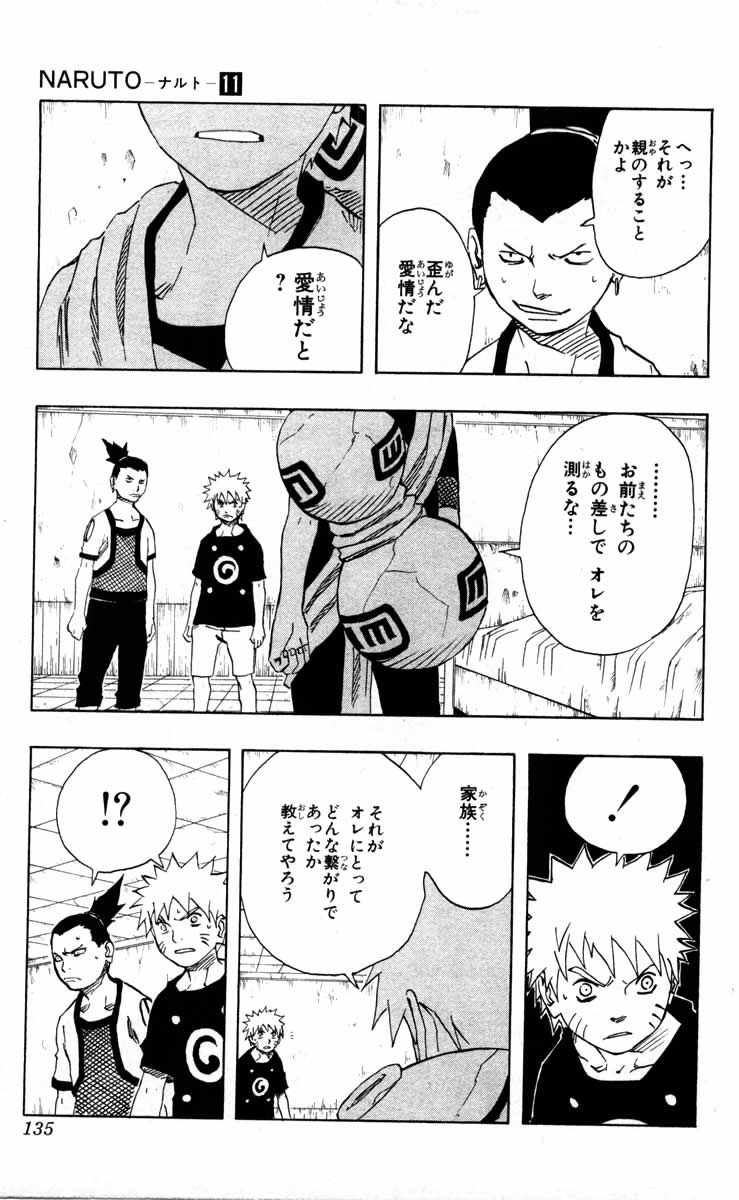 NARUTO—ナルト—11
へっ…
それが
親のすること
かよ
歪んだ
愛情だな
愛情だと
？
…………
お前たちの
もの差しで オレを
測るな…
！
家族……
それが
オレにとって
どんな繋がりで
あったか
教えてやろう
!?
135